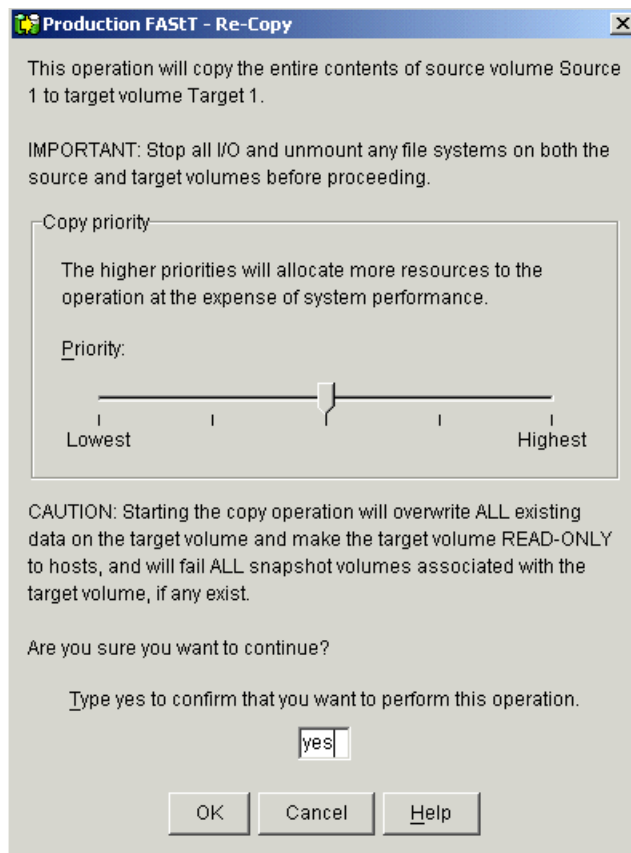 Production FAStT - Re-Copy
This operation will copy the entire contents of source volume Source
1 to target volume Target 1.
IMPORTANT: Stop all I/O and unmount any file systems on both the
source and target volumes before proceeding.
Copy priority
The higher priorities will allocate more resources to the
operation at the expense of system performance.
Priority:
Lowest Highest
CAUTION: Starting the copy operation will overwrite ALL existing
data on the target volume and make the target volume READ-ONLY
to hosts, and will fail ALL snapshot volumes associated with the
target volume, if any exist.
Are you sure you want to continue?
Type yes to confirm that you want to perform this operation.
yes
OK Cancel Help